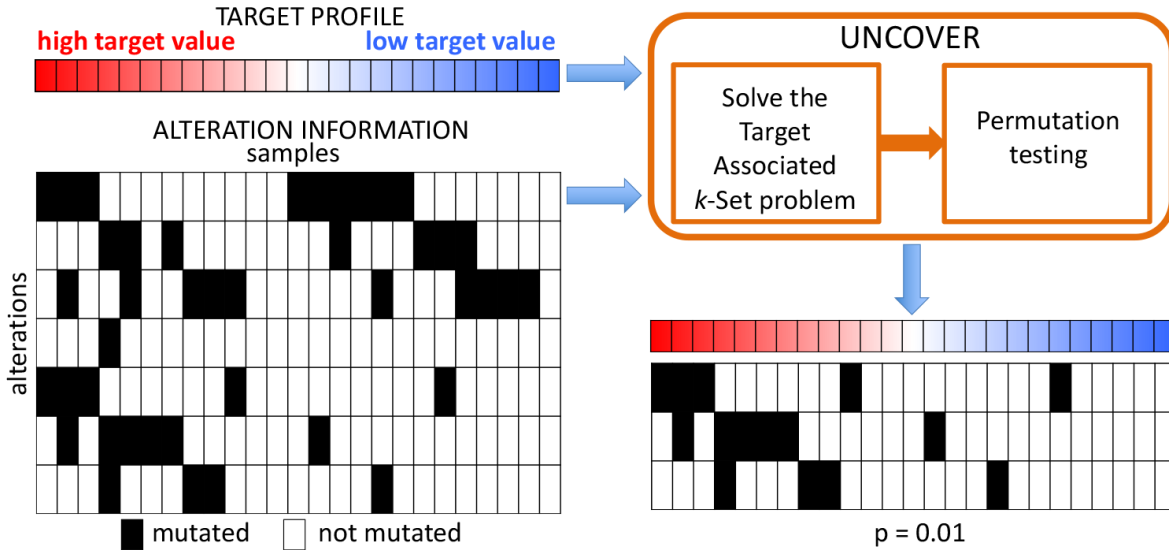 TARGET PROFILE
high target value
low target value
ALTERATION INFORMATION
samples
alterations
mutated
not mutated
UNCOVER
Solve the
Target
Associated
k-Set problem
Permutation
testing
p = 0.01